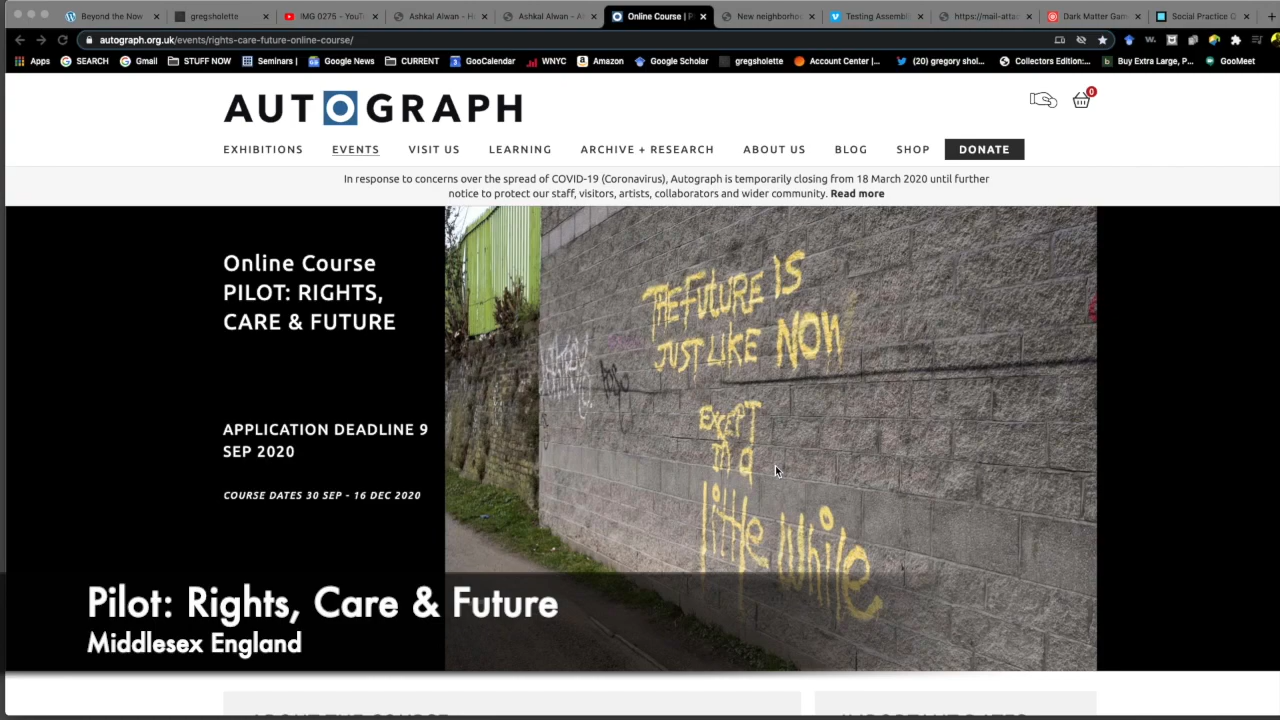 Beyond the Now
gregsholette
IMG 0275 - YouT
Ashkal Alwan - H
Ashkal Alwan - A
Online Course | P
New neighborho
Testing Assembl
https://mail-atta
Dark Matter Gam
Social Practice Q
autograph.org.uk/events/rights-care-future-online-course/
Apps
SEARCH
Gmail
STUFF NOW
Seminars |
Google News
CURRENT
GooCalendar
WNYC
Amazon
Google Scholar
gregsholette
Account Center |...
(20) gregory shol...
Collectors Edition:...
Buy Extra Large, P...
GooMeet
AUTOGRAPH
0
EXHIBITIONS
EVENTS
VISIT US
LEARNING
ARCHIVE + RESEARCH
ABOUT US
BLOG
SHOP
DONATE
In response to concerns over the spread of COVID-19 (Coronavirus), Autograph is temporarily closing from 18 March 2020 until further
notice to protect our staff, visitors, artists, collaborators and wider community. Read more
Online Course
PILOT: RIGHTS,
CARE & FUTURE
APPLICATION DEADLINE 9
SEP 2020
COURSE DATES 30 SEP - 16 DEC 2020
THE FUTURE IS
JUST LIKE NOW
EXCEPT
in a
little while
Pilot: Rights, Care & Future
Middlesex England
ABOUT THE COURSE
IMPORTANT DATES